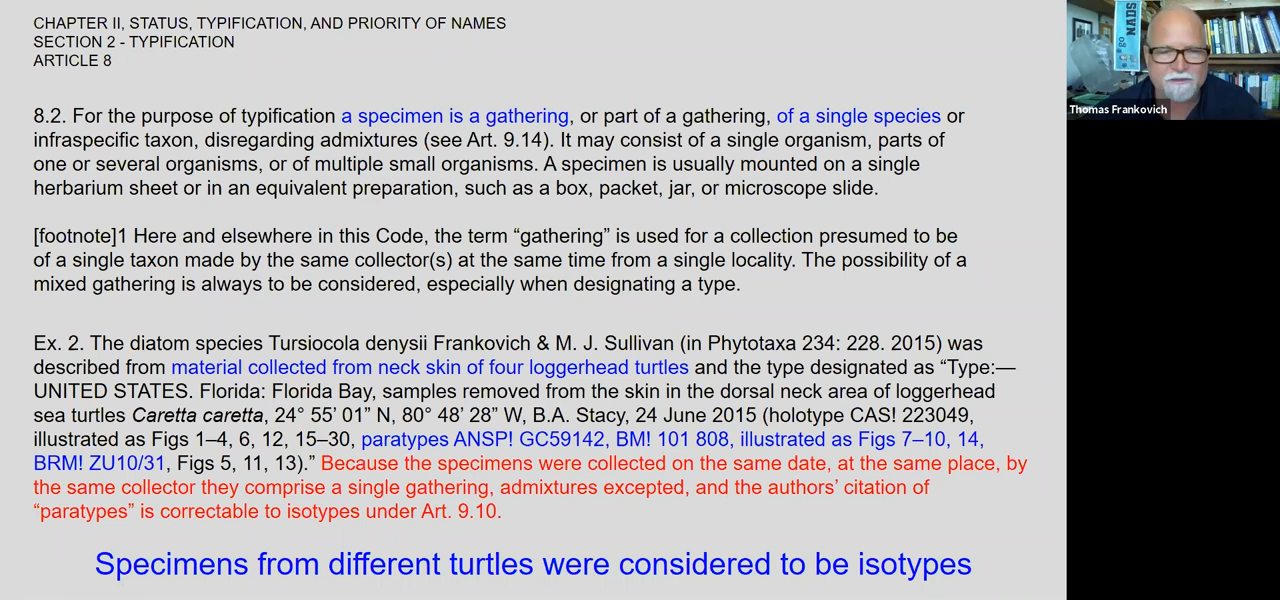 CHAPTER II, STATUS, TYPIFICATION, AND PRIORITY OF NAMES
SECTION 2 - TYPIFICATION
ARTICLE 8
8.2. For the purpose of typification a specimen is a gathering, or part of a gathering, of a single species or
infraspecific taxon, disregarding admixtures (see Art. 9.14). It may consist of a single organism, parts of
one or several organisms, or of multiple small organisms. A specimen is usually mounted on a single
herbarium sheet or in an equivalent preparation, such as a box, packet, jar, or microscope slide.
[footnote]1 Here and elsewhere in this Code, the term “gathering” is used for a collection presumed to be
of a single taxon made by the same collector(s) at the same time from a single locality. The possibility of a
mixed gathering is always to be considered, especially when designating a type.
Ex. 2. The diatom species Tursiocola denysii Frankovich & M. J. Sullivan (in Phytotaxa 234: 228. 2015) was
described from material collected from neck skin of four loggerhead turtles and the type designated as “Type:—
UNITED STATES. Florida: Florida Bay, samples removed from the skin in the dorsal neck area of loggerhead
sea turtles Caretta caretta, 24° 55’ 01” N, 80° 48’ 28” W, B.A. Stacy, 24 June 2015 (holotype CAS! 223049,
illustrated as Figs 1–4, 6, 12, 15–30, paratypes ANSP! GC59142, BM! 101 808, illustrated as Figs 7–10, 14,
BRM! ZU10/31, Figs 5, 11, 13).” Because the specimens were collected on the same date, at the same place, by
the same collector they comprise a single gathering, admixtures excepted, and the authors’ citation of
“paratypes” is correctable to isotypes under Art. 9.10.
Specimens from different turtles were considered to be isotypes
go NADS
Thomas Frankovich